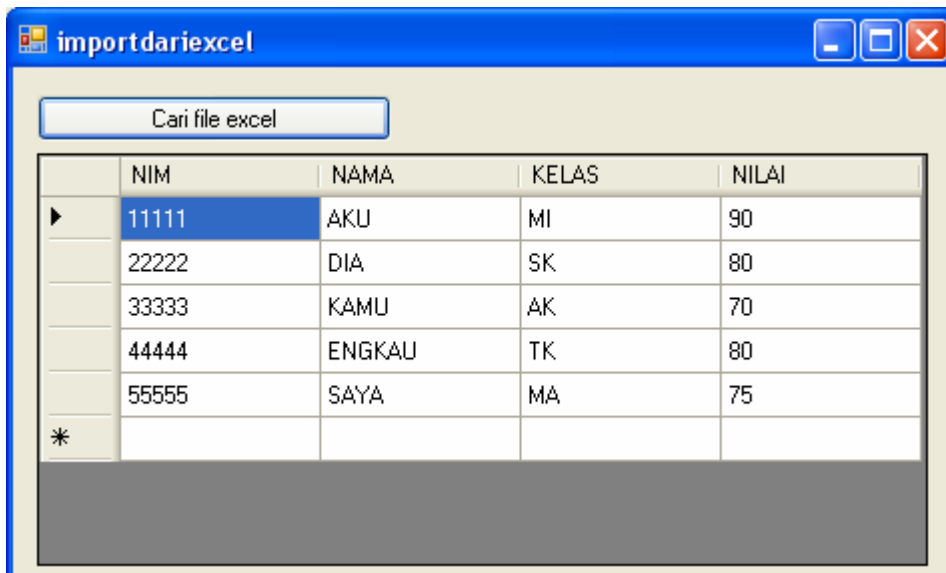 importdariexcel
Cari file excel
NIM NAMA KELAS NILAI
11111 AKU MI 90
22222 DIA SK 80
33333 KAMU AK 70
44444 ENGKAU TK 80
55555 SAYA MA 75